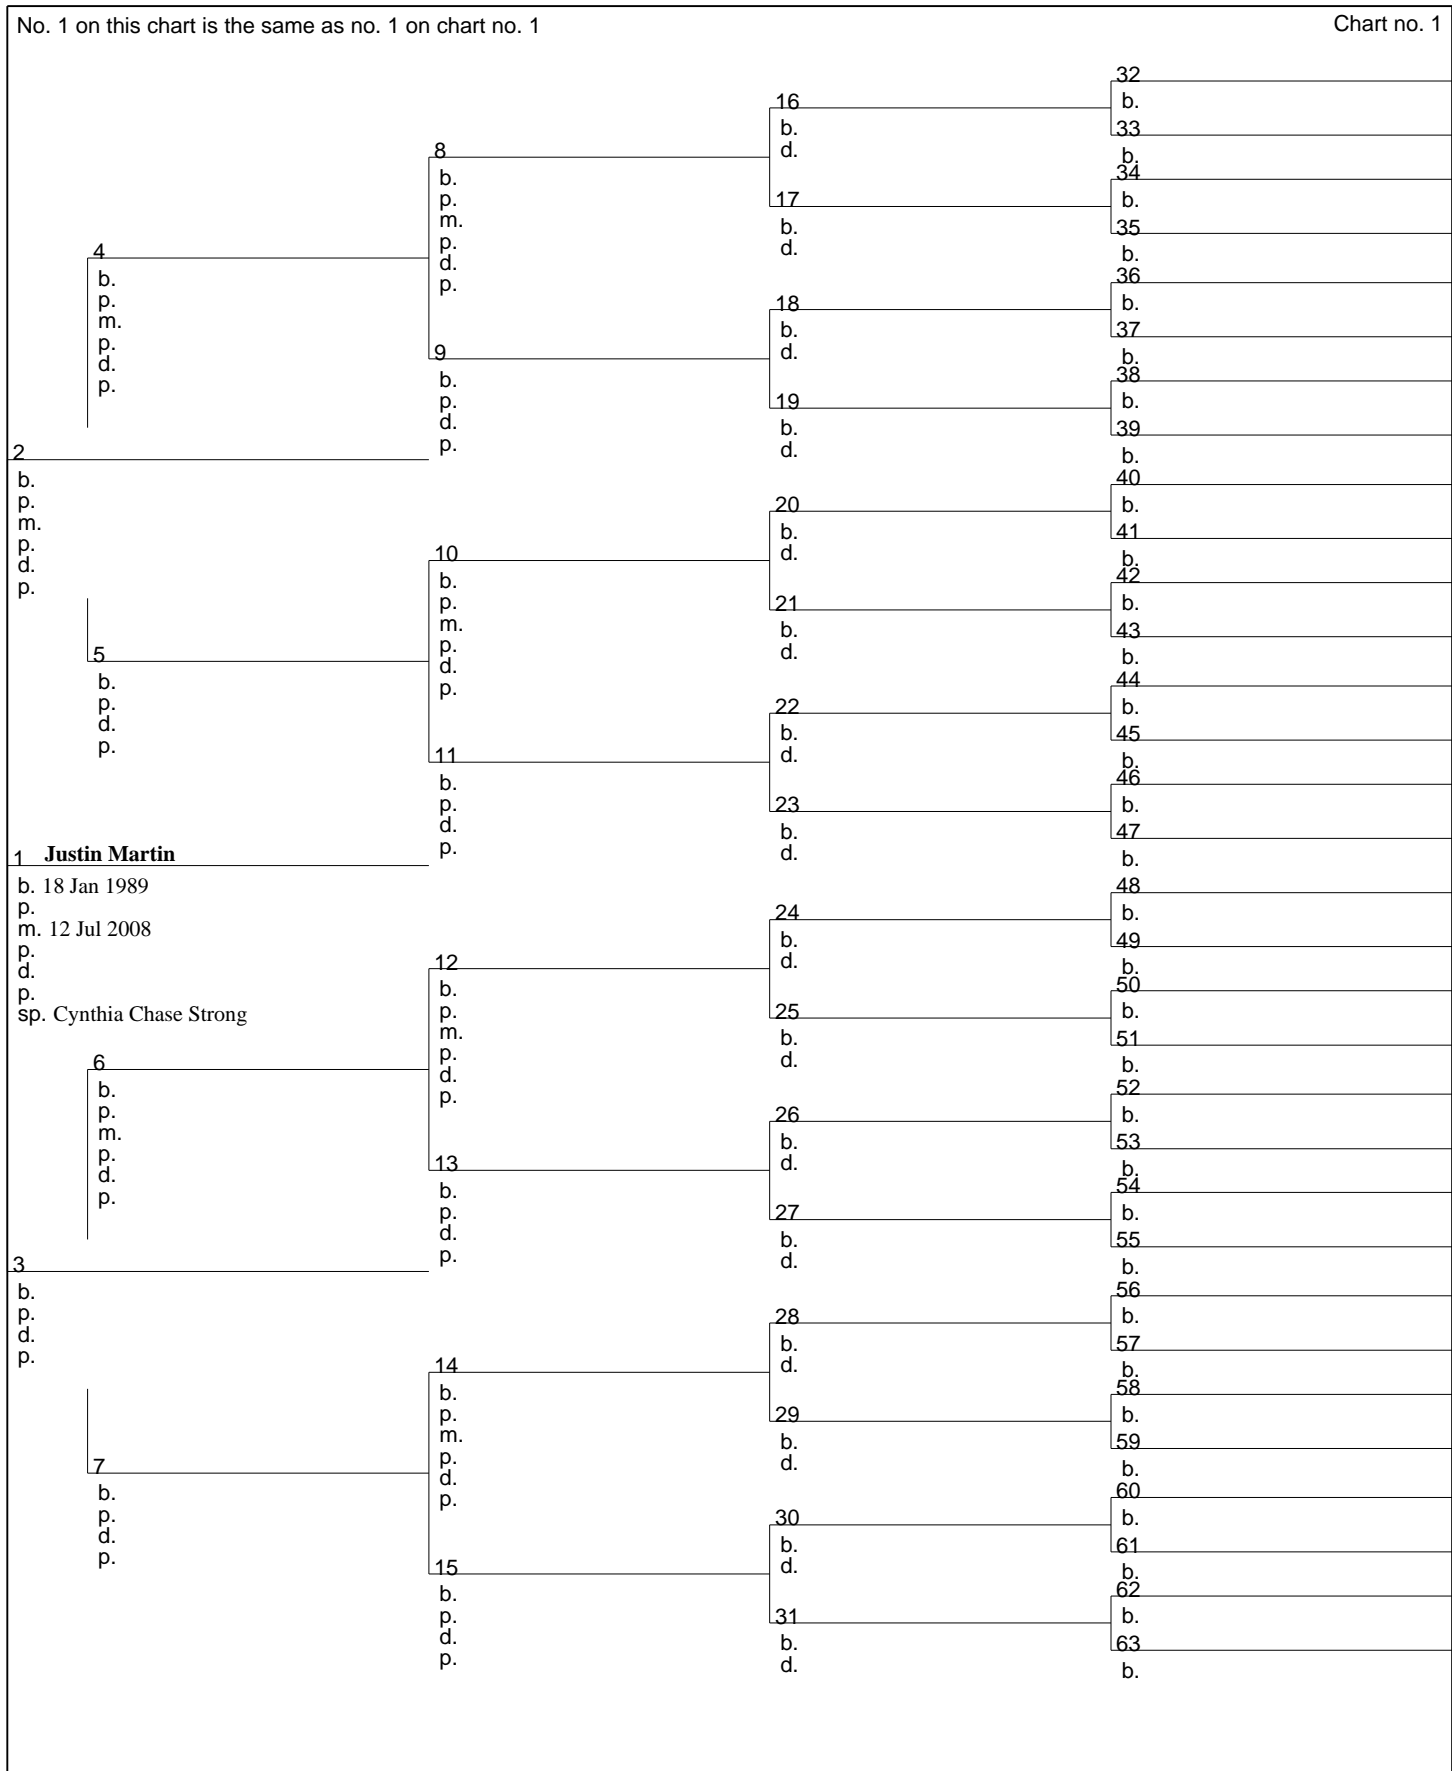 No. 1 on this chart is the same as no. 1 on chart no. 1
Chart no. 1
2
b.
p.
m.
p.
d.
p.
1 Justin Martin
b. 18 Jan 1989
p.
m. 12 Jul 2008
p.
d.
p.
sp. Cynthia Chase Strong
3
b.
p.
d.
p.
4
b.
p.
m.
p.
d.
p.
5
b.
p.
d.
p.
6
b.
p.
m.
p.
d.
p.
7
b.
p.
d.
p.
8
b.
p.
m.
p.
d.
p.
9
b.
p.
d.
p.
10
b.
p.
m.
p.
d.
p.
11
b.
p.
d.
p.
12
b.
p.
m.
p.
d.
p.
13
b.
p.
d.
p.
14
b.
p.
m.
p.
d.
p.
15
b.
p.
d.
p.
16
b.
d.
17
b.
d.
18
b.
d.
19
b.
d.
20
b.
d.
21
b.
d.
22
b.
d.
23
b.
d.
24
b.
d.
25
b.
d.
26
b.
d.
27
b.
d.
28
b.
d.
29
b.
d.
30
b.
d.
31
b.
d.
32
b.
33
b.
34
b.
35
b.
36
b.
37
b.
38
b.
39
b.
40
b.
41
b.
42
b.
43
b.
44
b.
45
b.
46
b.
47
b.
48
b.
49
b.
50
b.
51
b.
52
b.
53
b.
54
b.
55
b.
56
b.
57
b.
58
b.
59
b.
60
b.
61
b.
62
b.
63
b.